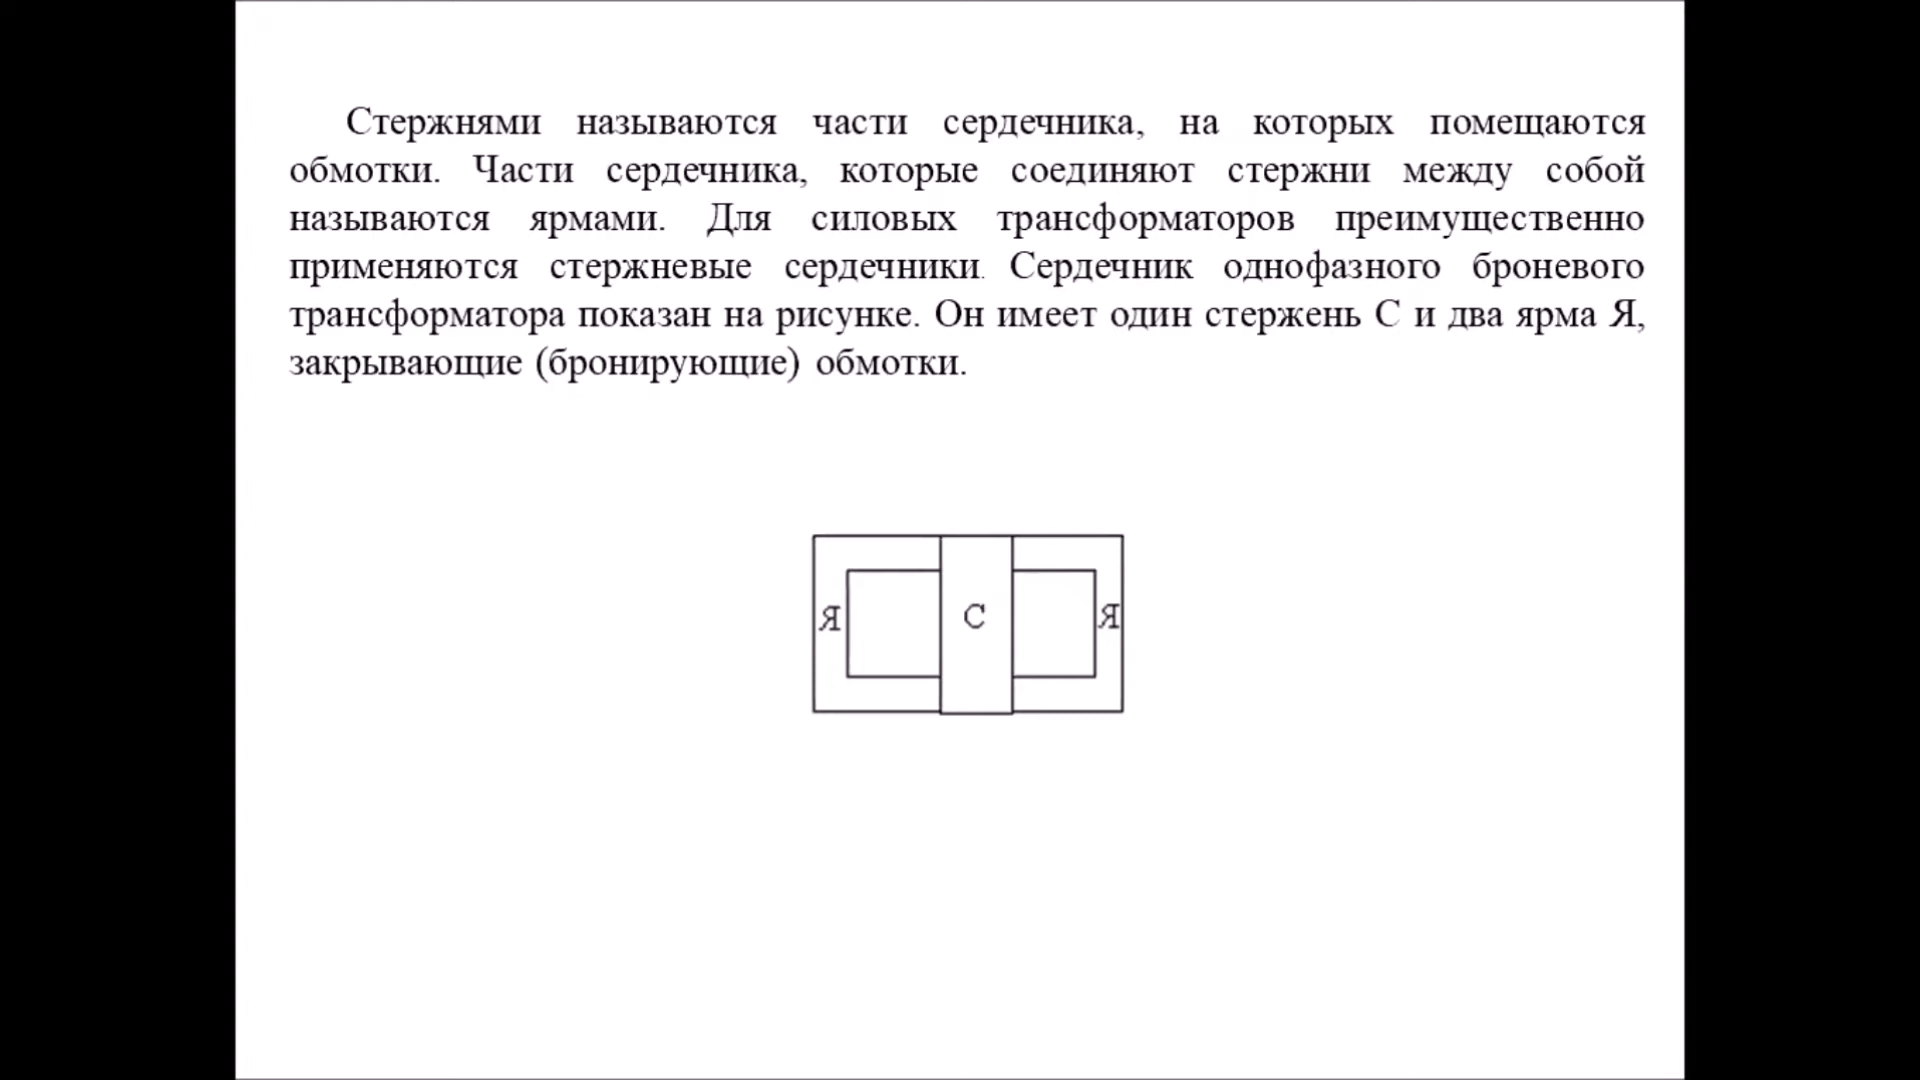 Стержнями называются части сердечника, на которых помещаются
обмотки. Части сердечника, которые соединяют стержни между собой
называются ярмами. Для силовых трансформаторов преимущественно
применяются стержневые сердечники. Сердечник однофазного броневого
трансформатора показан на рисунке. Он имеет один стержень С и два ярма Я,
закрывающие (бронирующие) обмотки.
Я С Я